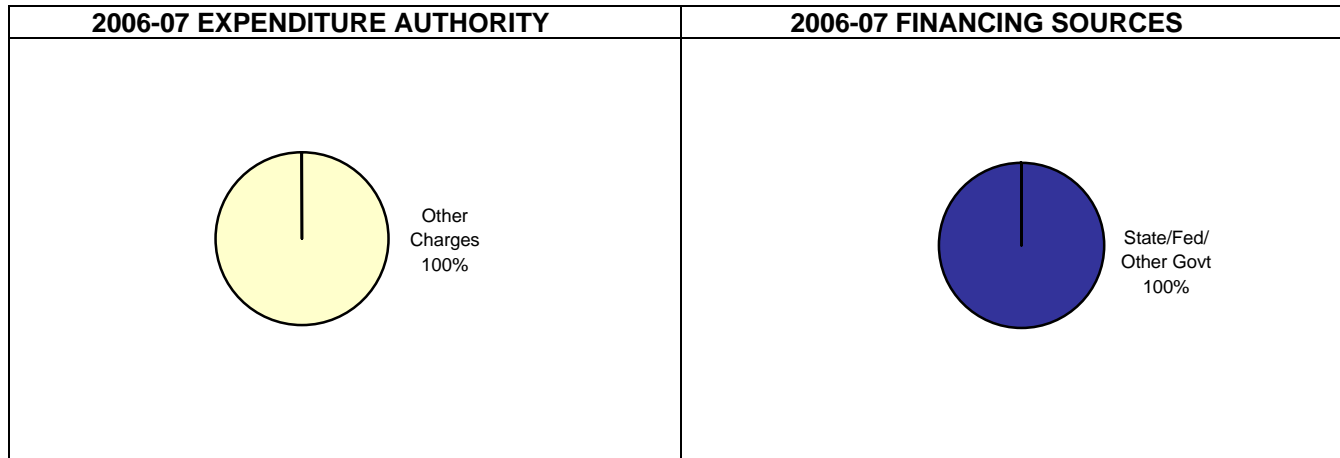 2006-07 EXPENDITURE AUTHORITY
2006-07 FINANCING SOURCES
Other
Charges
100%
State/Fed/
Other Govt
100%